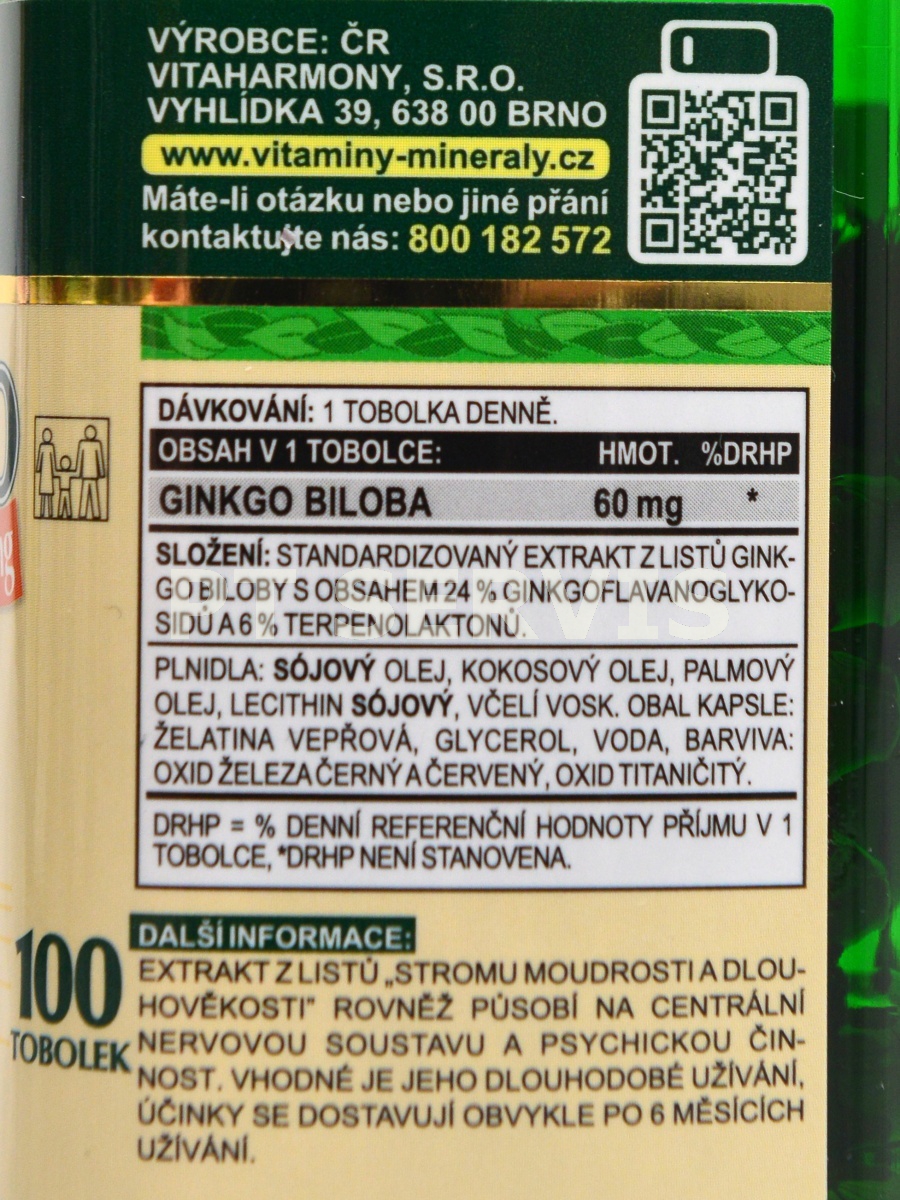 VÝROBCE: ČR
VITAHARMONY, S.R.O.
VYHLÍDKA 39, 638 00 BRNO
www.vitaminy-mineraly.cz
Máte-li otázku nebo jiné přání
kontaktujte nás: 800 182 572
DÁVKOVÁNÍ: 1 TOBOLKA DENNĚ.
OBSAH V 1 TOBOLCE: HMOT. %DRHP
GINKGO BILOBA 60 mg *
SLOŽENÍ: STANDARDIZOVANÝ EXTRAKT Z LISTŮ GINK-
GO BILOBY S OBSAHEM 24 % GINKGOFLAVANOGLYKO-
SIDŮ A 6 % TERPENOLAKTONŮ.
PT SERVIS
PLNIDLA: SÓJOVÝ OLEJ, KOKOSOVÝ OLEJ, PALMOVÝ
OLEJ, LECITHIN SÓJOVÝ, VČELÍ VOSK. OBAL KAPSLE:
ŽELATINA VEPŘOVÁ, GLYCEROL, VODA, BARVIVA:
OXID ŽELEZA ČERNÝ A ČERVENÝ, OXID TITANIČITÝ.
DRHP = % DENNÍ REFERENČNÍ HODNOTY PŘÍJMU V 1
TOBOLCE, *DRHP NENÍ STANOVENA.
100
TOBOLEK
DALŠÍ INFORMACE:
EXTRAKT Z LISTŮ „STROMU MOUDROSTI A DLOU-
HOVĚKOSTI" ROVNĚŽ PŮSOBÍ NA CENTRÁLNÍ
NERVOVOU SOUSTAVU A PSYCHICKOU ČIN-
NOST. VHODNÉ JE JEHO DLOUHODOBÉ UŽÍVÁNÍ,
ÚČINKY SE DOSTAVUJÍ OBVYKLE PO 6 MĚSÍCÍCH
UŽÍVÁNÍ.